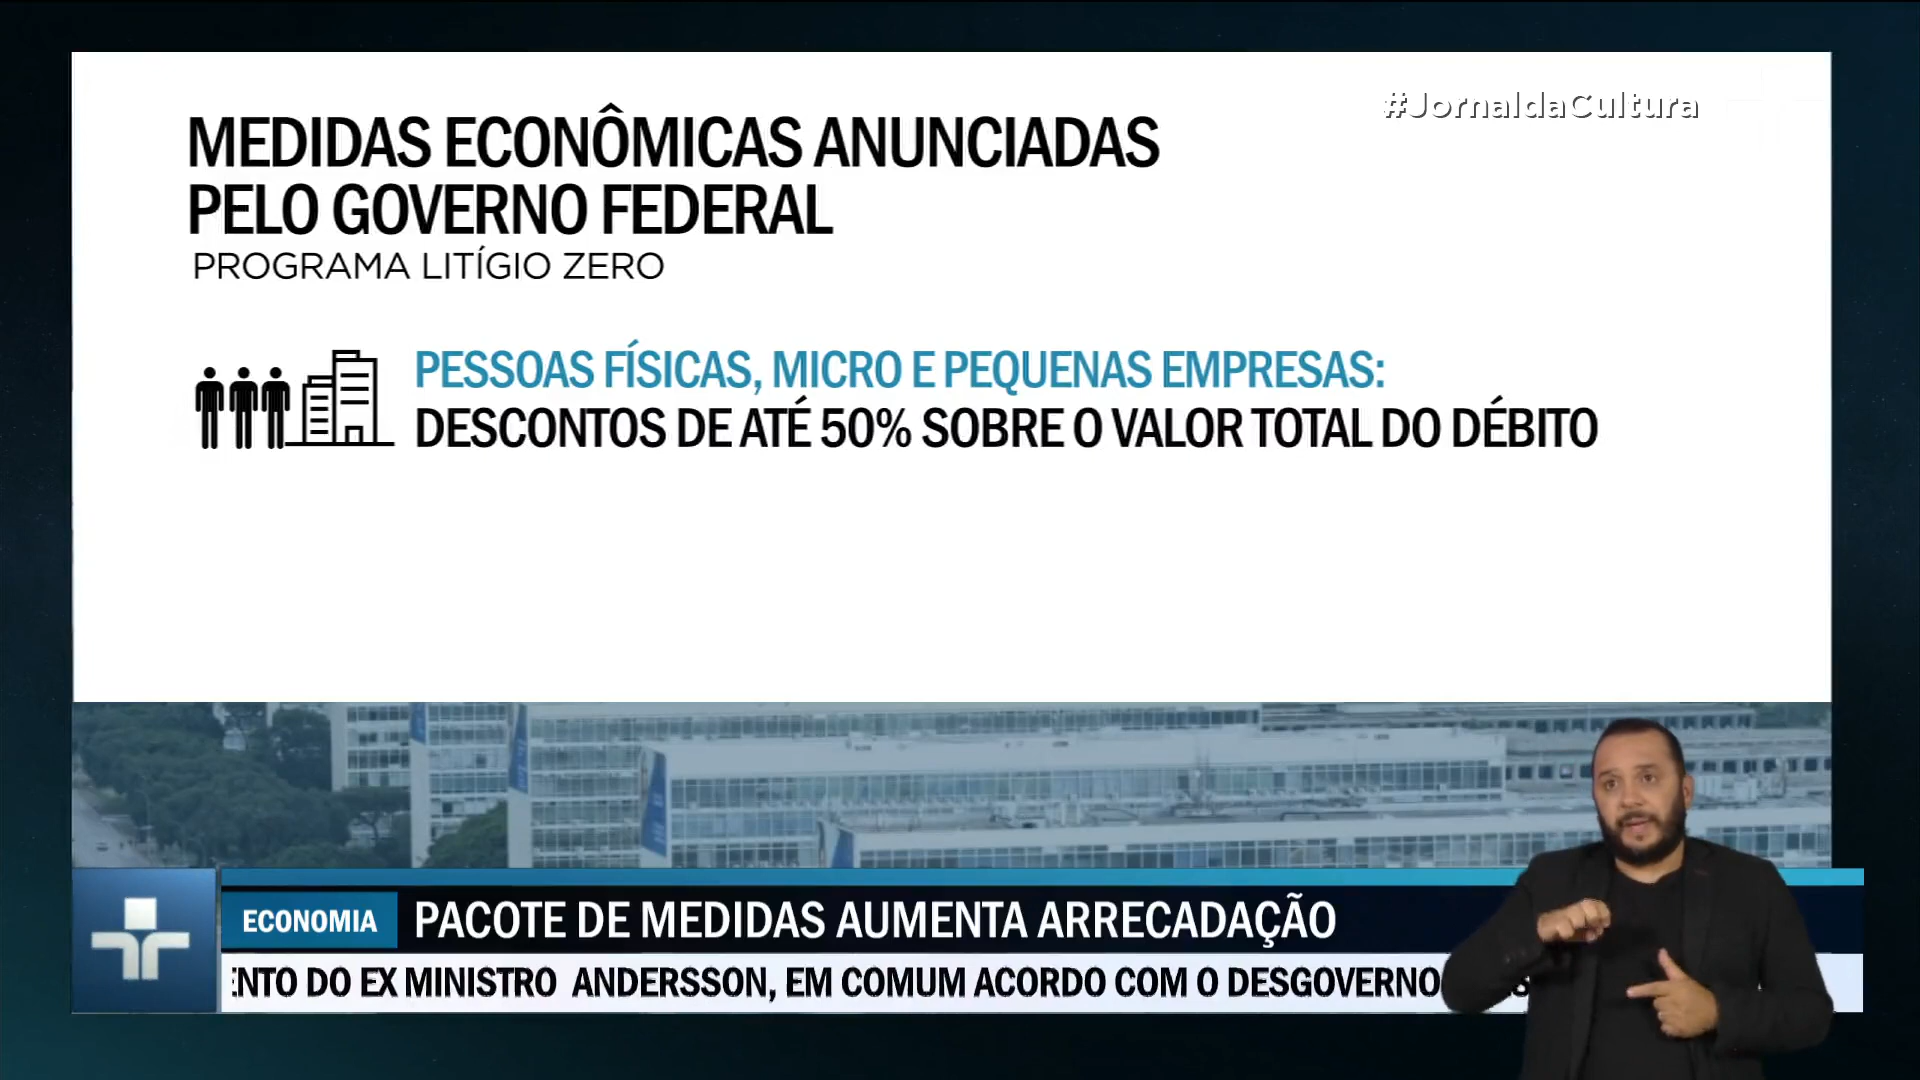 #JornaldaCultura
MEDIDAS ECONÔMICAS ANUNCIADAS
PELO GOVERNO FEDERAL
PROGRAMA LITÍGIO ZERO
PESSOAS FÍSICAS, MICRO E PEQUENAS EMPRESAS:
DESCONTOS DE ATÉ 50% SOBRE O VALOR TOTAL DO DÉBITO
ECONOMIA
PACOTE DE MEDIDAS AUMENTA ARRECADAÇÃO
DO EX MINISTRO ANDERSSON, EM COMUM ACORDO COM O DESGOVERNO